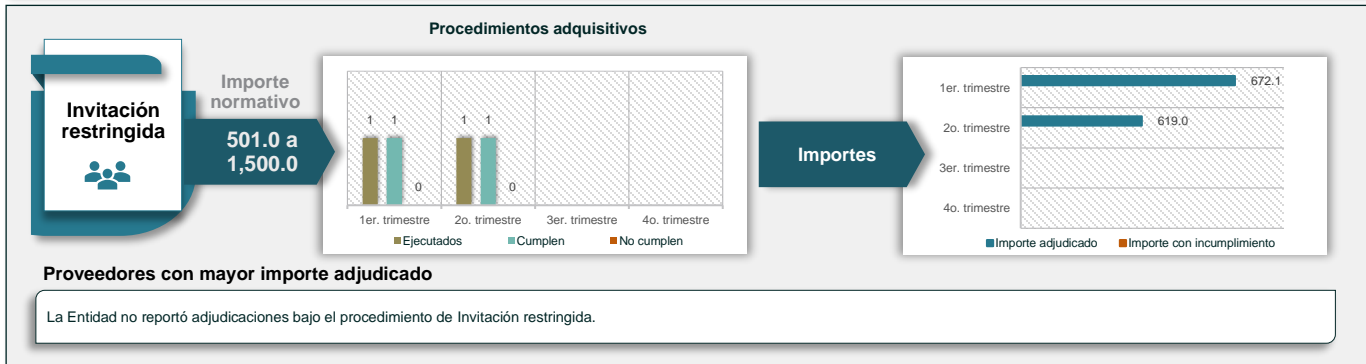 Procedimientos adquisitivos
Invitación
restringida
Importe
normativo
501.0 a
1,500.0
1 1
0
1 1
0
1er. trimestre 2o. trimestre 3er. trimestre 4o. trimestre
Ejecutados Cumplen No cumplen
Importes
1er. trimestre 672.1
2o. trimestre 619.0
3er. trimestre
4o. trimestre
Importe adjudicado Importe con incumplimiento
Proveedores con mayor importe adjudicado
La Entidad no reportó adjudicaciones bajo el procedimiento de Invitación restringida.